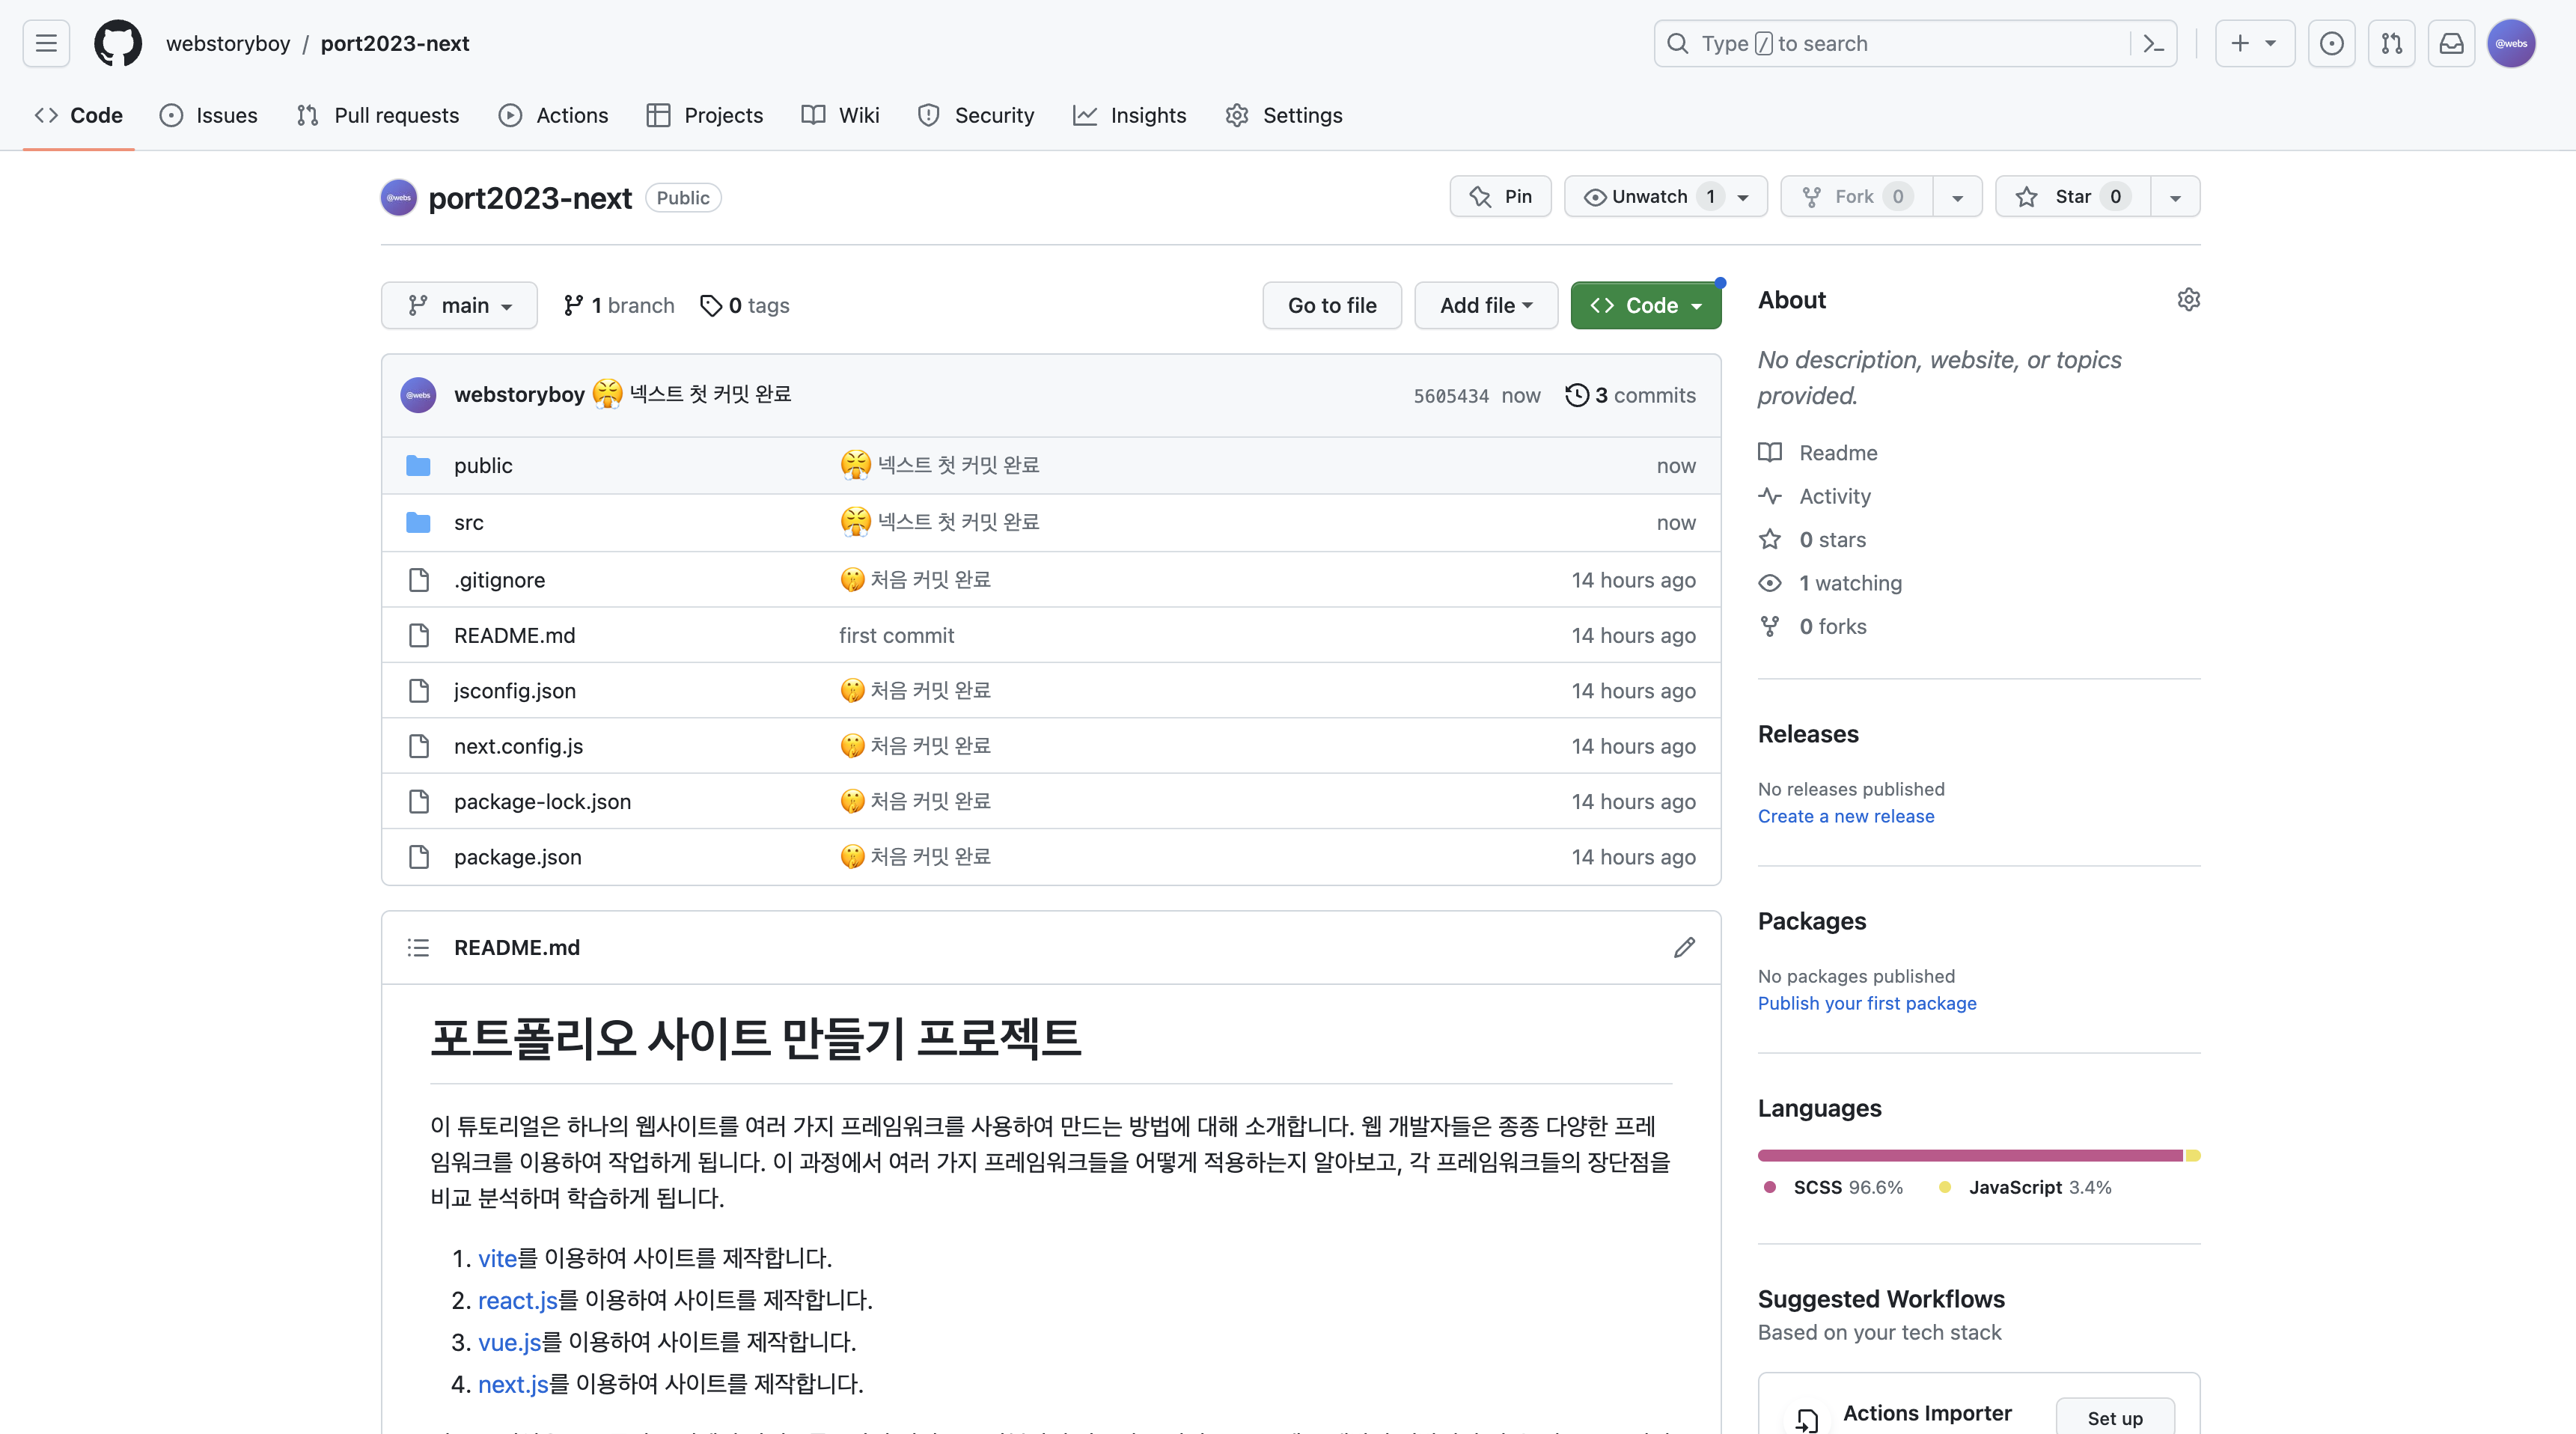 webstoryboy / port2023-next
Type / to search
@webs
Code Issues Pull requests Actions Projects Wiki Security Insights Settings
@webs port2023-next Public
Pin Unwatch 1 Fork 0 Star 0
main 1 branch 0 tags Go to file Add file Code
@webs webstoryboy 😤 넥스트 첫 커밋 완료 5605434 now 3 commits
public 😤 넥스트 첫 커밋 완료 now
src 😤 넥스트 첫 커밋 완료 now
.gitignore 🤫 처음 커밋 완료 14 hours ago
README.md first commit 14 hours ago
jsconfig.json 🤫 처음 커밋 완료 14 hours ago
next.config.js 🤫 처음 커밋 완료 14 hours ago
package-lock.json 🤫 처음 커밋 완료 14 hours ago
package.json 🤫 처음 커밋 완료 14 hours ago
README.md
포트폴리오 사이트 만들기 프로젝트
이 튜토리얼은 하나의 웹사이트를 여러 가지 프레임워크를 사용하여 만드는 방법에 대해 소개합니다. 웹 개발자들은 종종 다양한 프레
임워크를 이용하여 작업하게 됩니다. 이 과정에서 여러 가지 프레임워크들을 어떻게 적용하는지 알아보고, 각 프레임워크들의 장단점을
비교 분석하며 학습하게 됩니다.
1. vite를 이용하여 사이트를 제작합니다.
2. react.js를 이용하여 사이트를 제작합니다.
3. vue.js를 이용하여 사이트를 제작합니다.
4. next.js를 이용하여 사이트를 제작합니다.
About
No description, website, or topics
provided.
Readme
Activity
0 stars
1 watching
0 forks
Releases
No releases published
Create a new release
Packages
No packages published
Publish your first package
Languages
SCSS 96.6% JavaScript 3.4%
Suggested Workflows
Based on your tech stack
Actions Importer Set up